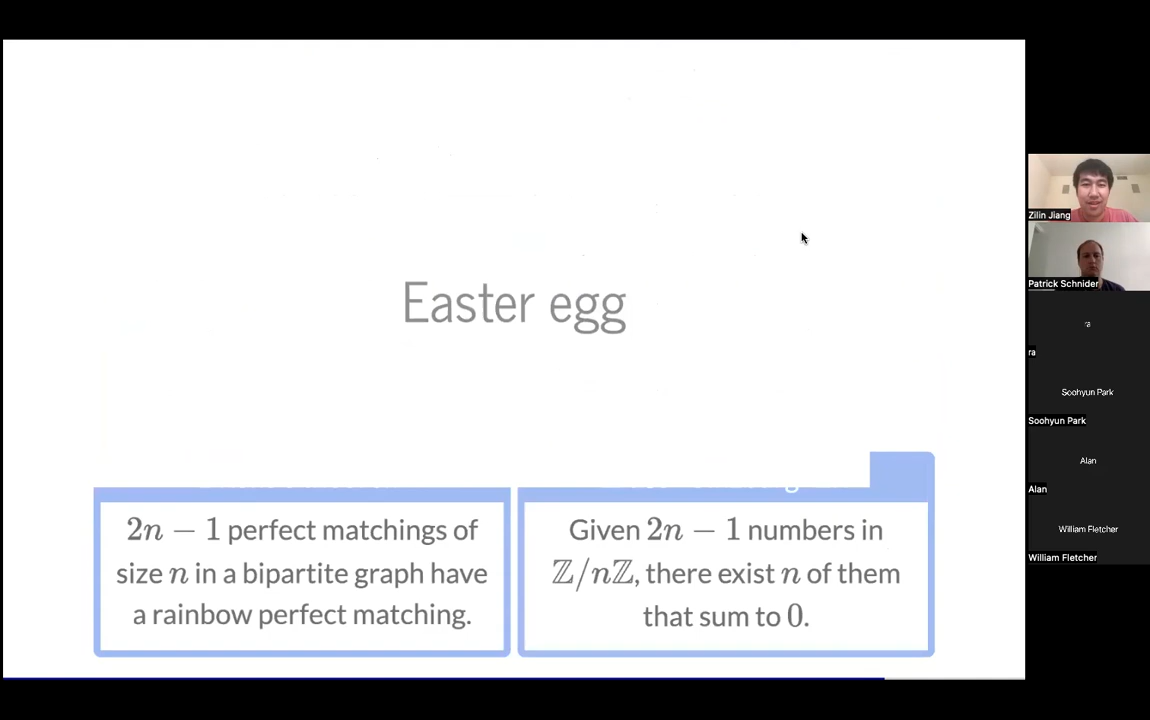 Easter egg
2n − 1 perfect matchings of
size n in a bipartite graph have
a rainbow perfect matching.
Given 2n − 1 numbers in
ℤ/nℤ, there exist n of them
that sum to 0.
Zilin Jiang
Patrick Schnider
ra
ra
Soohyun Park
Soohyun Park
Alan
Alan
William Fletcher
William Fletcher